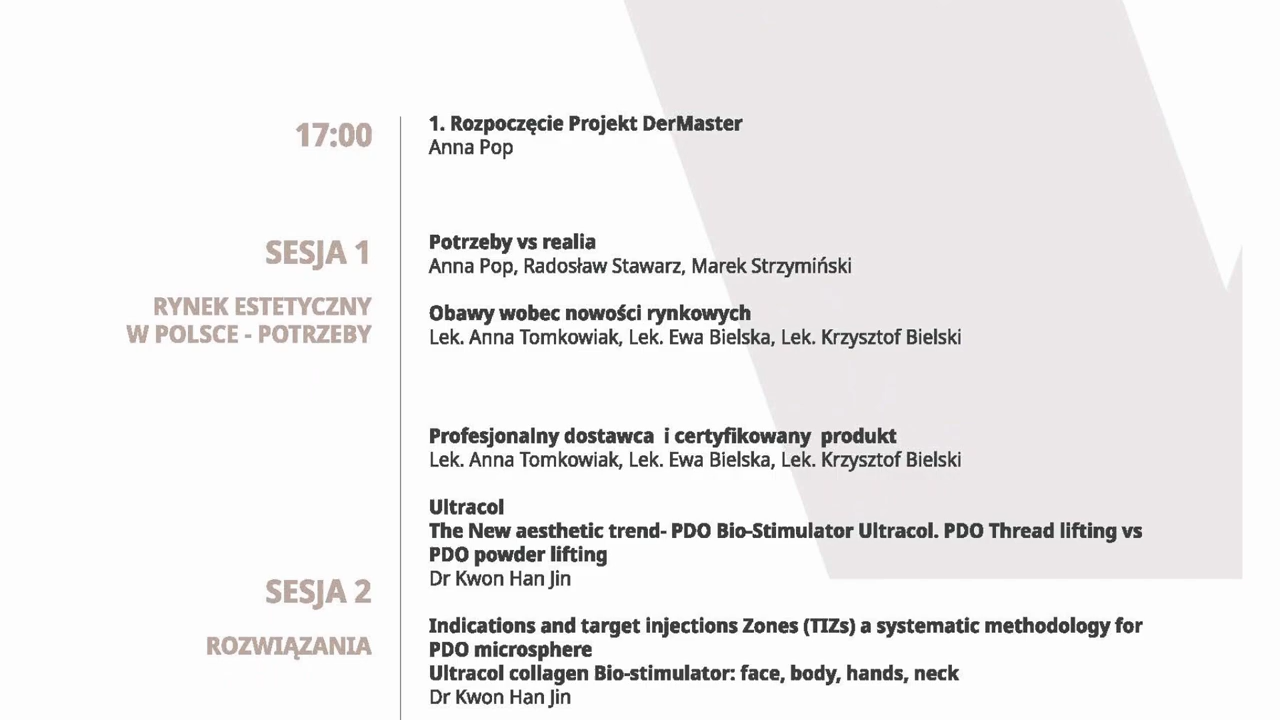 17:00
1. Rozpoczęcie Projekt DerMaster
Anna Pop
SESJA 1
RYNEK ESTETYCZNY
W POLSCE - POTRZEBY
Potrzeby vs realia
Anna Pop, Radosław Stawarz, Marek Strzymiński
Obawy wobec nowości rynkowych
Lek. Anna Tomkowiak, Lek. Ewa Bielska, Lek. Krzysztof Bielski
SESJA 2
ROZWIĄZANIA
Profesjonalny dostawca i certyfikowany produkt
Lek. Anna Tomkowiak, Lek. Ewa Bielska, Lek. Krzysztof Bielski
Ultracol
The New aesthetic trend- PDO Bio-Stimulator Ultracol. PDO Thread lifting vs
PDO powder lifting
Dr Kwon Han Jin
Indications and target injections Zones (TIZs) a systematic methodology for
PDO microsphere
Ultracol collagen Bio-stimulator: face, body, hands, neck
Dr Kwon Han Jin